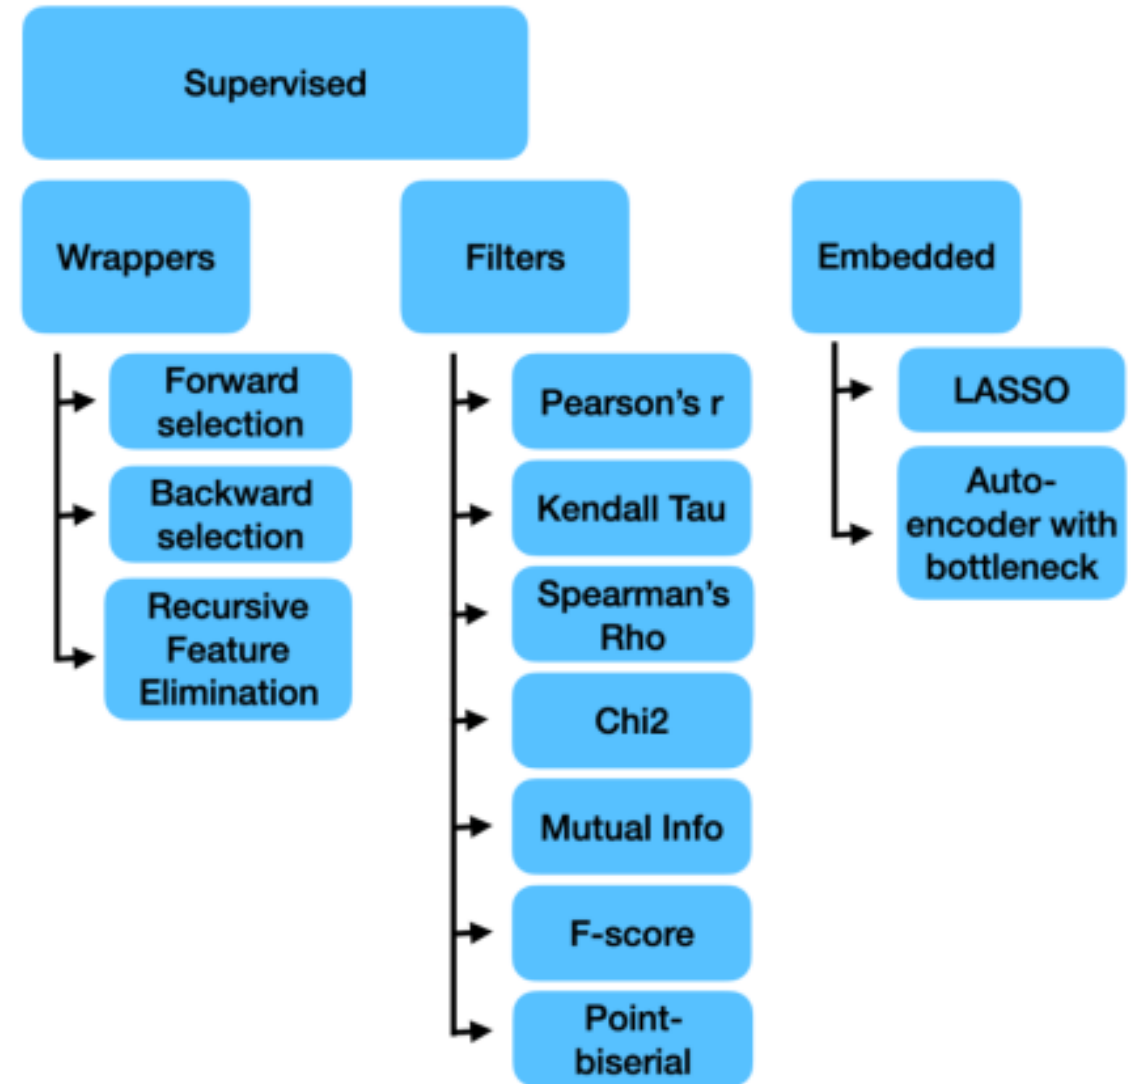 Supervised
Wrappers
Filters
Embedded
Forward
selection
Backward
selection
Recursive
Feature
Elimination
Pearson's r
Kendall Tau
Spearman's
Rho
Chi2
Mutual Info
F-score
Point-
biserial
LASSO
Auto-
encoder with
bottleneck